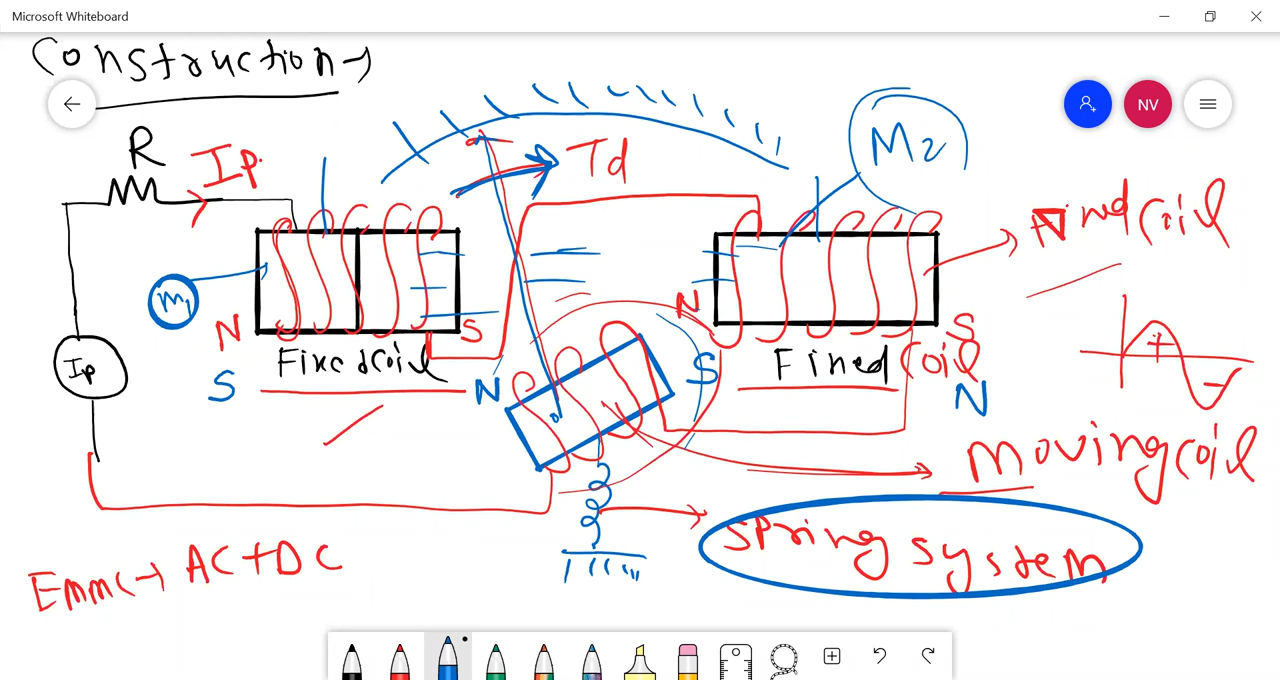 Microsoft Whiteboard
Construction→
NV
R
Ip
Td
M2
Fixed Coil
M1
N
S
N
S
Ip
Fixed Coil
Fined Coil
S
N
S
N
+
-
Moving Coil
Spring System
Emmc→ AC+DC